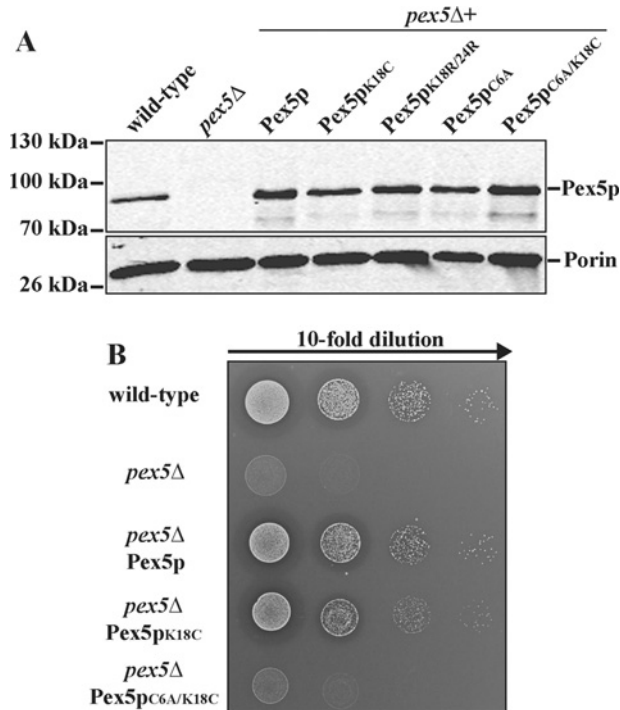 pex5Δ+
A
wild-type
pex5Δ
Pex5p
Pex5pK18C
Pex5pK18R/24R
Pex5pC6A
Pex5pC6A/K18C
130 kDa
100 kDa
70 kDa
Pex5p
26 kDa
Porin
B
10-fold dilution
wild-type
pex5Δ
pex5Δ
Pex5p
pex5Δ
Pex5pK18C
pex5Δ
Pex5pC6A/K18C